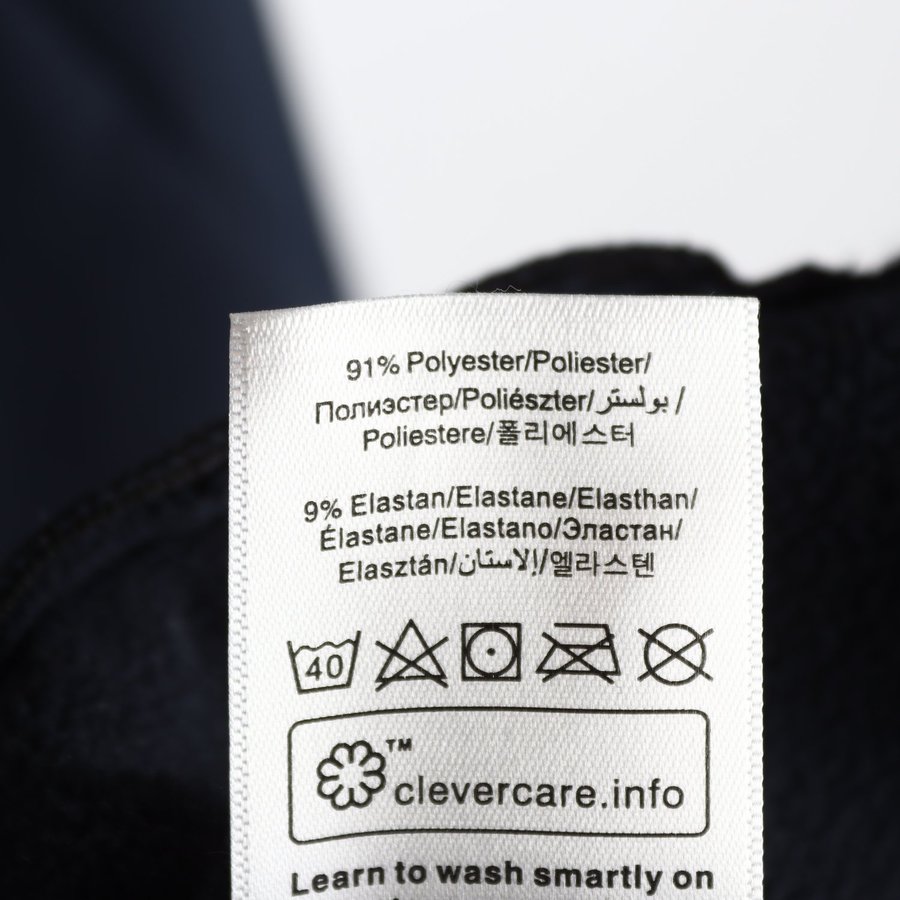 91% Polyester/Poliester/
Полиэстер/Poliészter/بولستر/
Poliestere/폴리에스터
9% Elastan/Elastane/Elasthan/
Élastane/Elastano/Эластан/
Elasztán/إلاستان/엘라스텐
40
TM
clevercare.info
Learn to wash smartly on